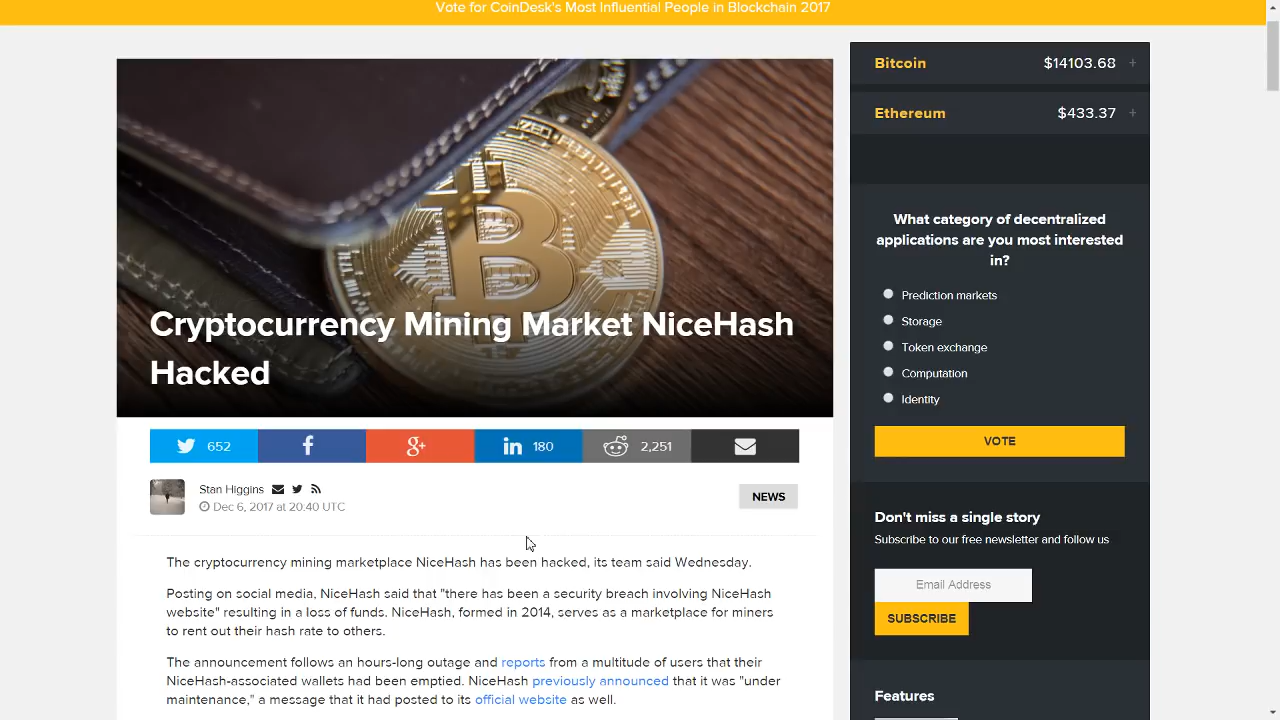 Vote for CoinDesk's Most Influential People in Blockchain 2017
Cryptocurrency Mining Market NiceHash
Hacked
652
180
2,251
Stan Higgins
Dec 6, 2017 at 20:40 UTC
NEWS
The cryptocurrency mining marketplace NiceHash has been hacked, its team said Wednesday.
Posting on social media, NiceHash said that "there has been a security breach involving NiceHash
website" resulting in a loss of funds. NiceHash, formed in 2014, serves as a marketplace for miners
to rent out their hash rate to others.
The announcement follows an hours-long outage and reports from a multitude of users that their
NiceHash-associated wallets had been emptied. NiceHash previously announced that it was "under
maintenance," a message that it had posted to its official website as well.
Bitcoin $14103.68 +
Ethereum $433.37 +
What category of decentralized
applications are you most interested
in?
Prediction markets
Storage
Token exchange
Computation
Identity
VOTE
Don't miss a single story
Subscribe to our free newsletter and follow us
Email Address
SUBSCRIBE
Features